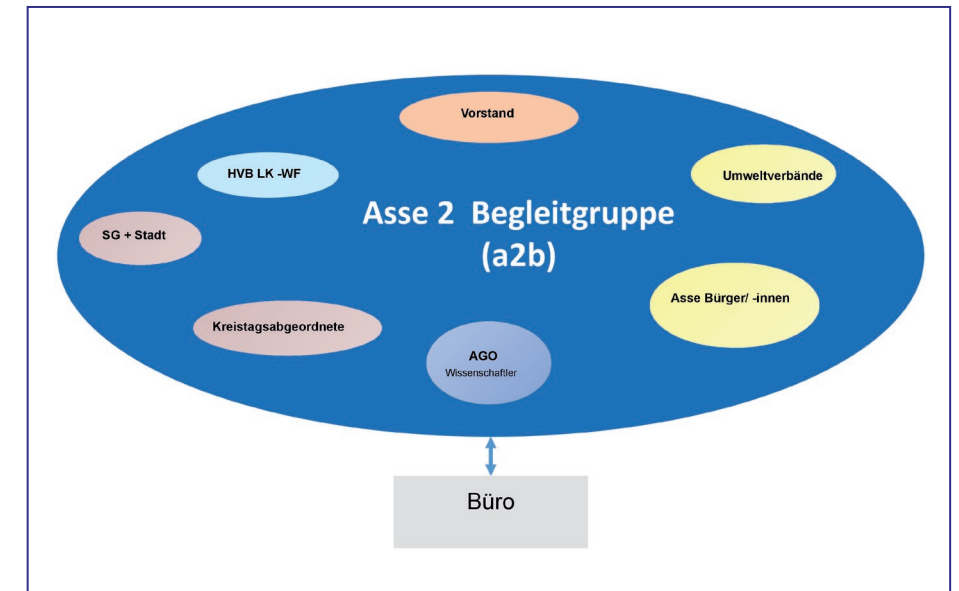 Vorstand
HVB LK -WF
Umweltverbände
Asse 2 Begleitgruppe
(a2b)
SG + Stadt
Asse Bürger/ -innen
Kreistagsabgeordnete
AGO
Wissenschaftler
Büro